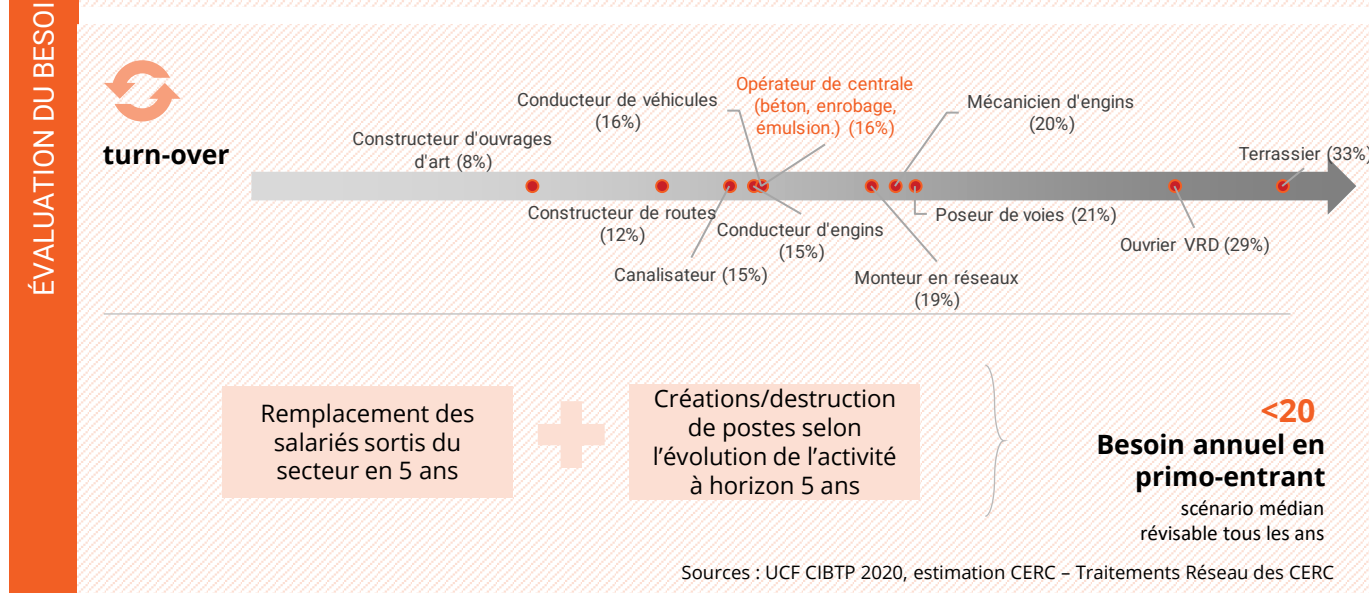 ÉVALUATION DU BESOI
turn-over
Constructeur d'ouvrages
d'art (8%)
Conducteur de véhicules
(16%)
Opérateur de centrale
(béton, enrobage,
émulsion.) (16%)
Mécanicien d'engins
(20%)
Terrassier (33%)
Constructeur de routes
(12%)
Canalisateur (15%)
Conducteur d'engins
(15%)
Monteur en réseaux
(19%)
Poseur de voies (21%)
Ouvrier VRD (29%)
Remplacement des
salariés sortis du
secteur en 5 ans
Créations/destruction
de postes selon
l’évolution de l’activité
à horizon 5 ans
<20
Besoin annuel en
primo-entrant
scénario médian
révisable tous les ans
Sources : UCF CIBTP 2020, estimation CERC – Traitements Réseau des CERC